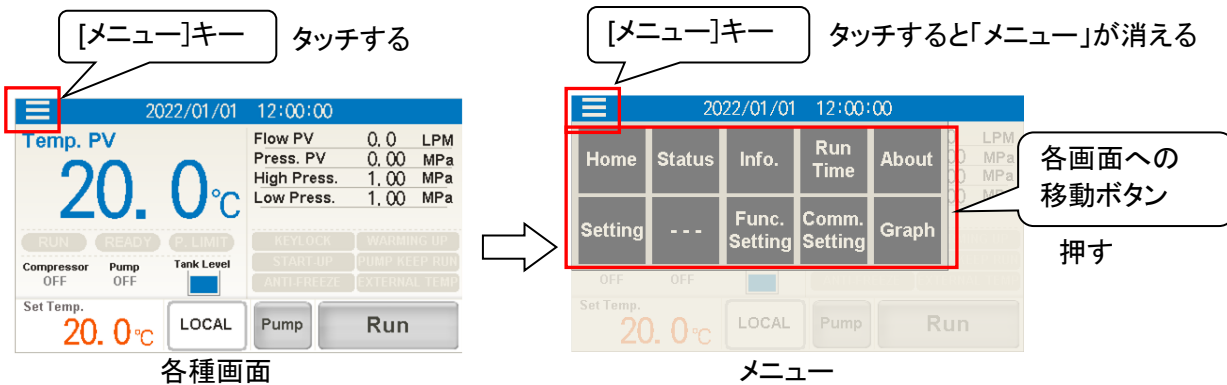 [メニュー]キー
タッチする
2022/01/01 12:00:00
Temp. PV
20.0℃
Flow PV 0.0 LPM
Press. PV 0.00 MPa
High Press. 1.00 MPa
Low Press. 1.00 MPa
RUN READY P. LIMIT
KEYLOCK WARMING UP
START-UP PUMP KEEP RUN
ANTI-FREEZE EXTERNAL TEMP
Compressor Pump Tank Level
OFF OFF
Set Temp.
20.0℃
LOCAL Pump Run
各種画面
[メニュー]キー
タッチすると「メニュー」が消える
2022/01/01 12:00:00
Home Status Info. Run Time About
Setting --- Func. Setting Comm. Setting Graph
LPM
MPa
MPa
OFF OFF
Set Temp.
20.0℃
LOCAL Pump Run
メニュー
各画面への
移動ボタン
押す